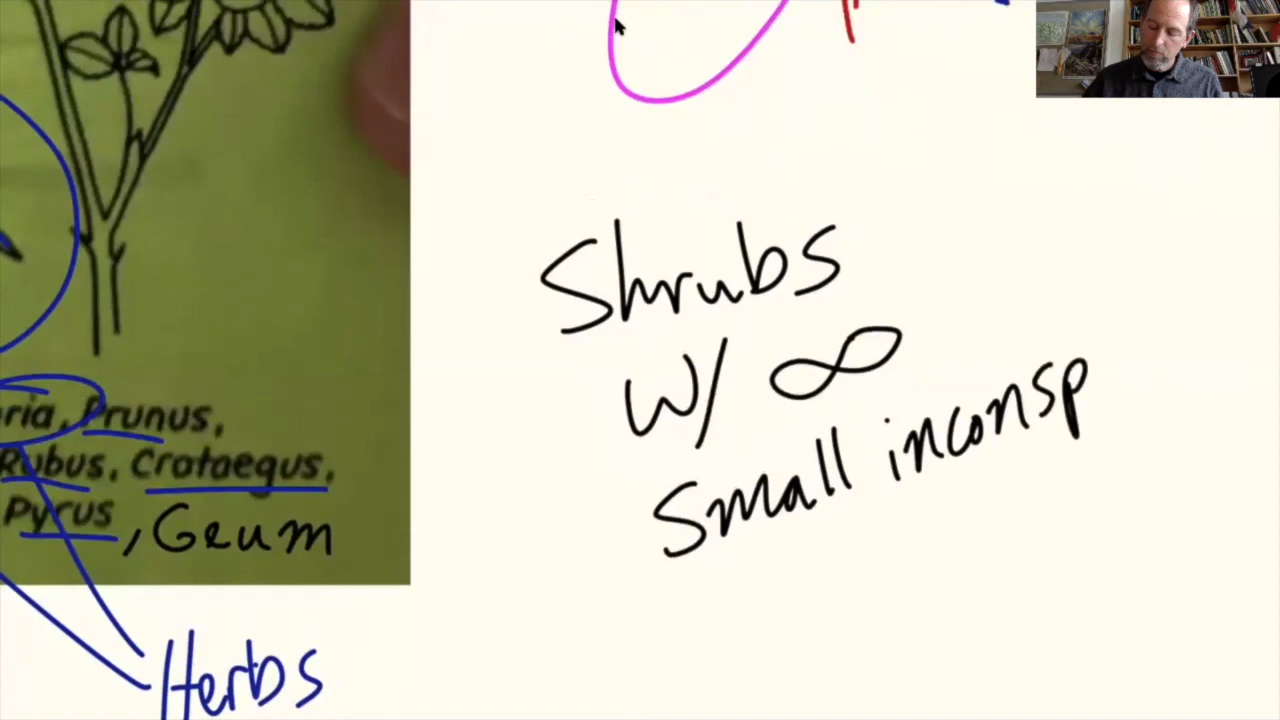 ria, Prunus,
Rubus, Crataegus,
Pyrus, Geum
Herbs
Shrubs
w/ ∞
Small inconsp